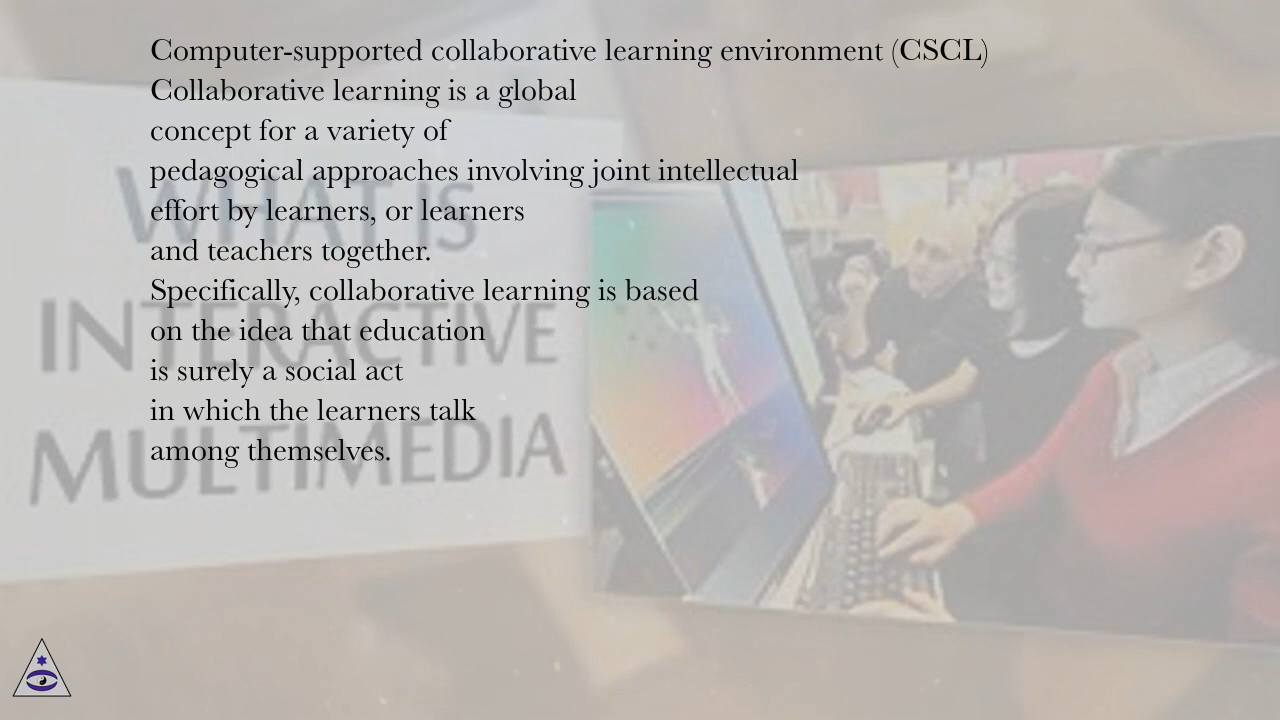 Computer-supported collaborative learning environment (CSCL)
Collaborative learning is a global
concept for a variety of
pedagogical approaches involving joint intellectual
effort by learners, or learners
and teachers together.
Specifically, collaborative learning is based
on the idea that education
is surely a social act
in which the learners talk
among themselves.
WHAT IS
INTERACTIVE
MULTIMEDIA